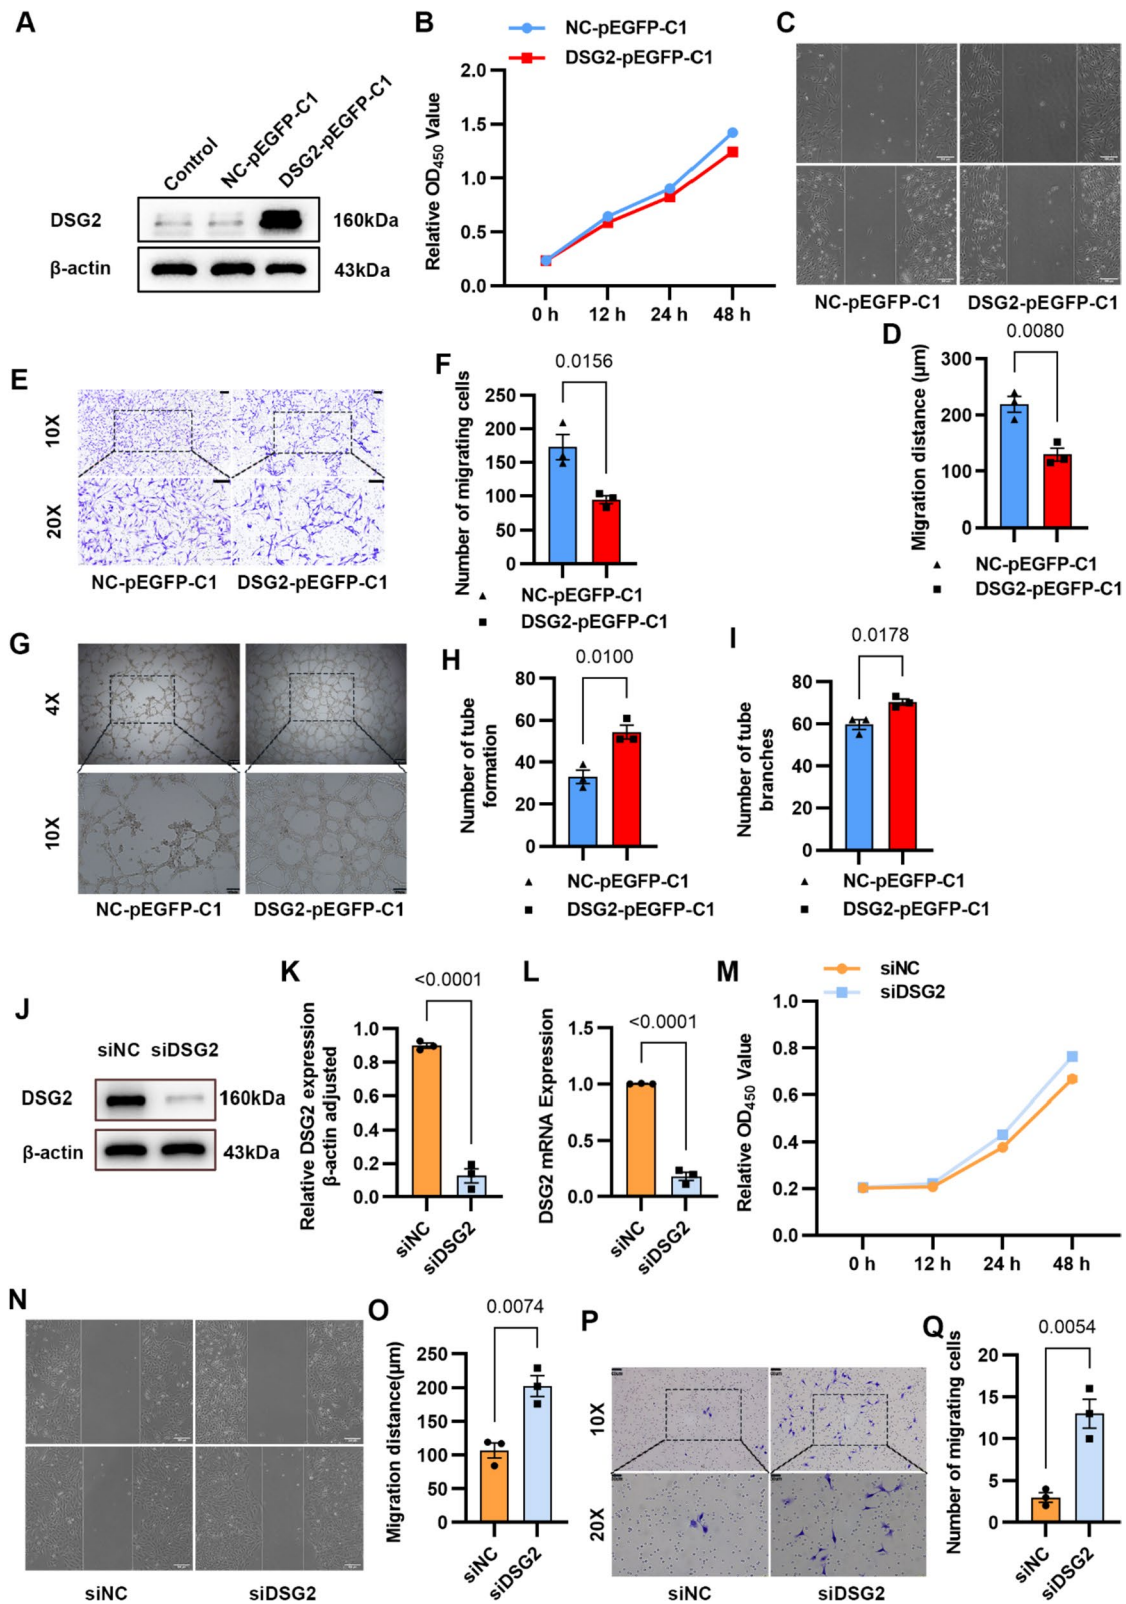 A
Control
NC-pEGFP-C1
DSG2-pEGFP-C1
DSG2
160kDa
β-actin
43kDa
B
NC-pEGFP-C1
DSG2-pEGFP-C1
Relative OD450 Value
2.0
1.5
1.0
0.5
0.0
0 h 12 h 24 h 48 h
C
NC-pEGFP-C1 DSG2-pEGFP-C1
D
0.0080
Migration distance (μm)
300
200
100
0
NC-pEGFP-C1
DSG2-pEGFP-C1
E
10X
20X
NC-pEGFP-C1 DSG2-pEGFP-C1
F
0.0156
Number of migrating cells
250
200
150
100
50
0
NC-pEGFP-C1
DSG2-pEGFP-C1
G
4X
10X
NC-pEGFP-C1 DSG2-pEGFP-C1
H
0.0100
Number of tube
formation
80
60
40
20
0
NC-pEGFP-C1
DSG2-pEGFP-C1
I
0.0178
Number of tube
branches
80
60
40
20
0
NC-pEGFP-C1
DSG2-pEGFP-C1
J
siNC siDSG2
DSG2
160kDa
β-actin
43kDa
K
<0.0001
Relative DSG2 expression
β-actin adjusted
1.0
0.8
0.6
0.4
0.2
0.0
siNC
siDSG2
L
<0.0001
DSG2 mRNA Expression
1.5
1.0
0.5
0.0
siNC
siDSG2
M
siNC
siDSG2
Relative OD450 Value
1.0
0.8
0.6
0.4
0.2
0.0
0 h 12 h 24 h 48 h
N
siNC siDSG2
O
0.0074
Migration distance(μm)
250
200
150
100
50
0
siNC
siDSG2
P
10X
20X
siNC siDSG2
Q
0.0054
Number of migrating cells
20
15
10
5
0
siNC
siDSG2